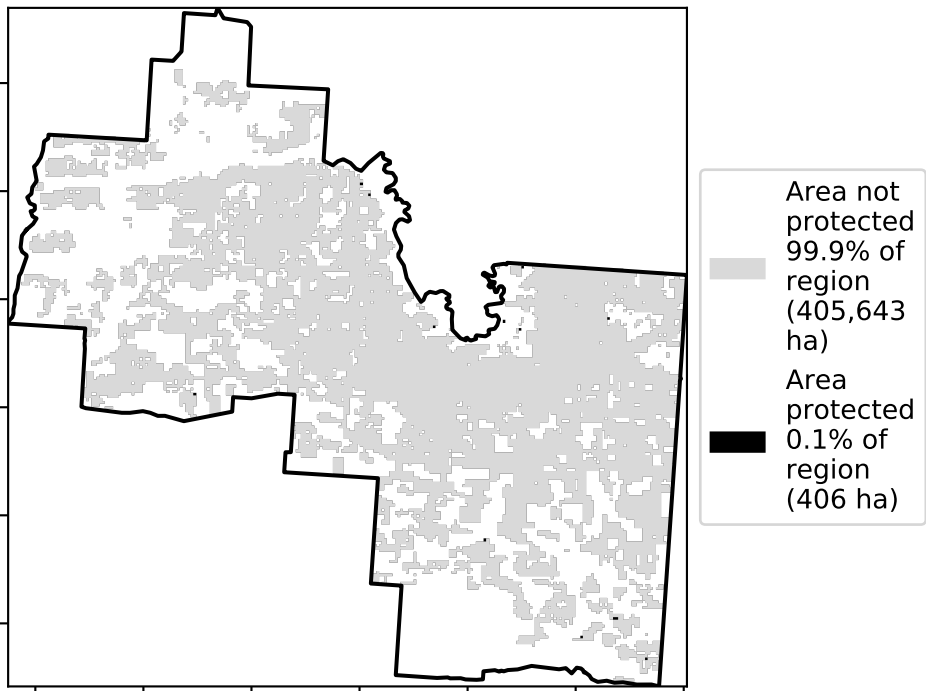 Area not
protected
99.9% of
region
(405,643
ha)
Area
protected
0.1% of
region
(406 ha)